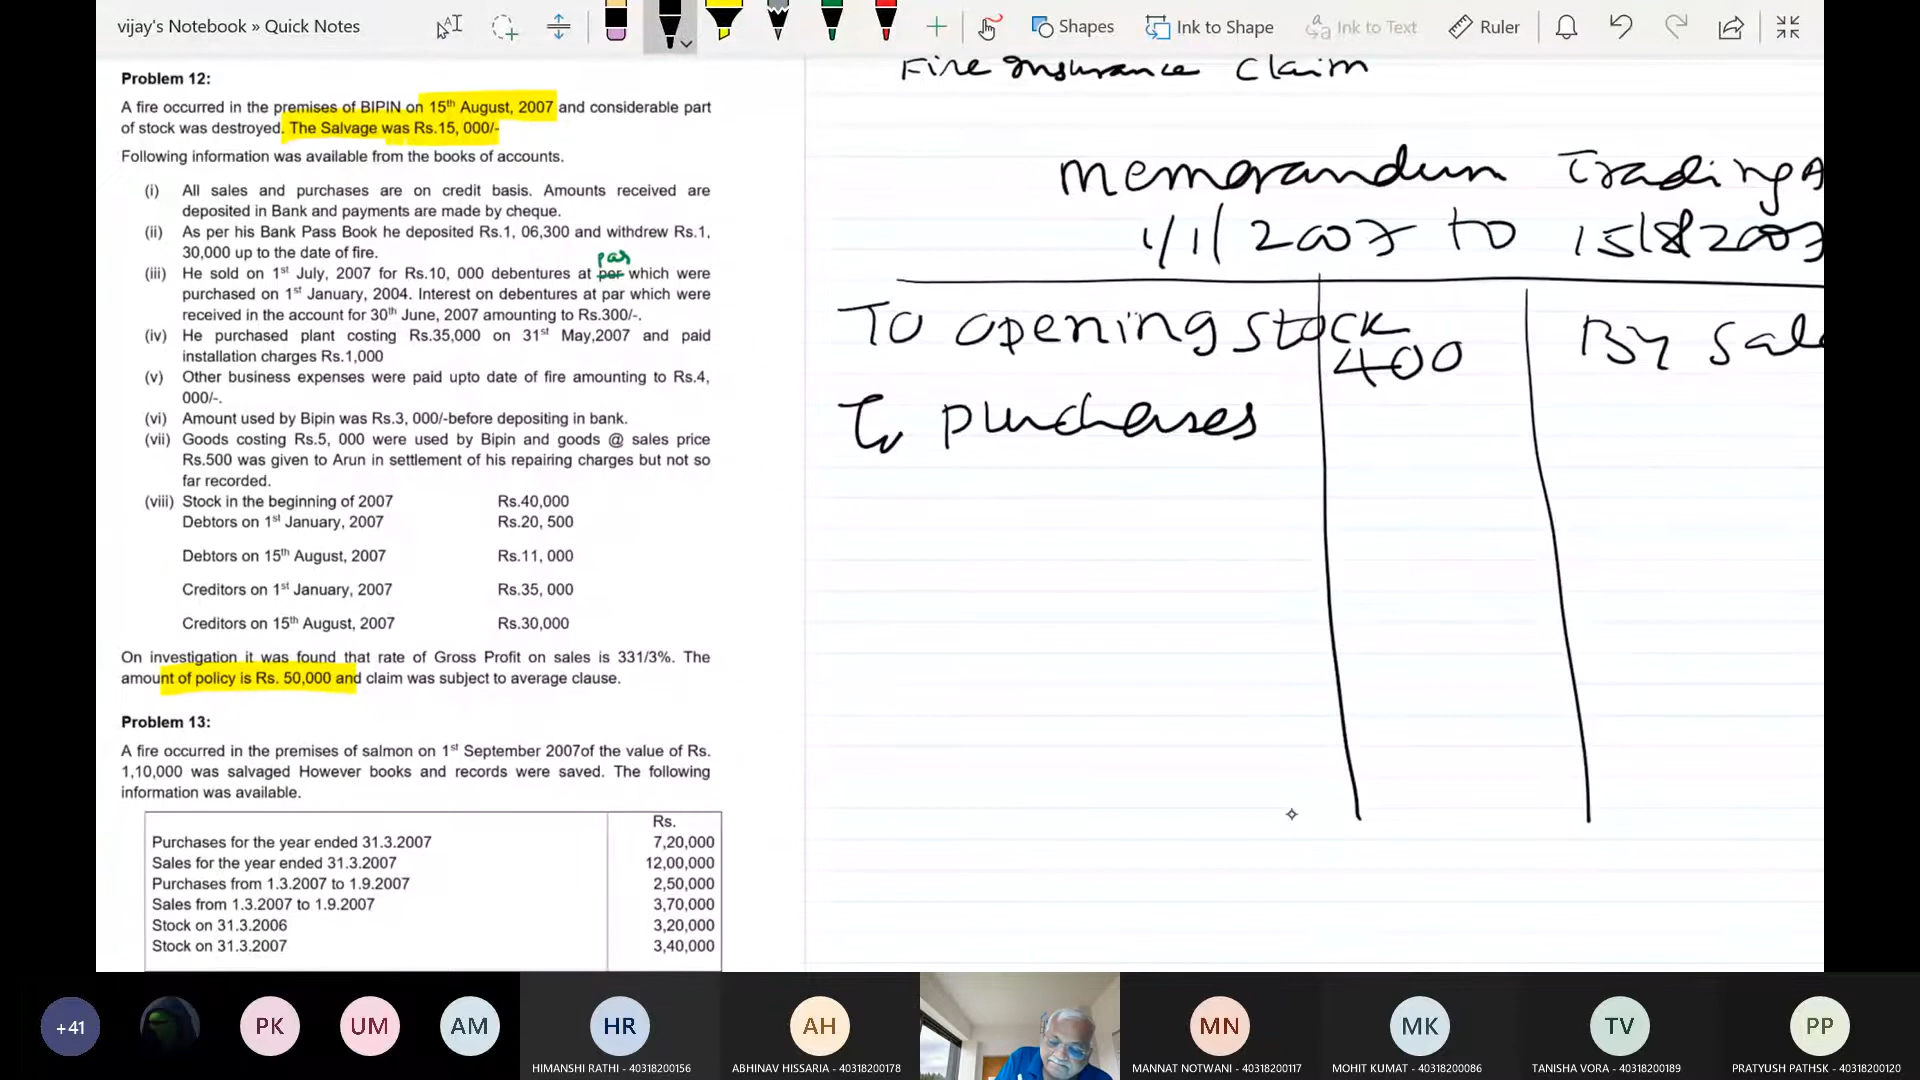 vijay's Notebook » Quick Notes
Shapes
Ink to Shape
Ink to Text
Ruler
Problem 12:
A fire occurred in the premises of BIPIN on 15th August, 2007 and considerable part
of stock was destroyed. The Salvage was Rs.15, 000/-
Following information was available from the books of accounts.
(i) All sales and purchases are on credit basis. Amounts received are
deposited in Bank and payments are made by cheque.
(ii) As per his Bank Pass Book he deposited Rs.1, 06,300 and withdrew Rs.1,
30,000 up to the date of fire.
par
(iii) He sold on 1st July, 2007 for Rs.10, 000 debentures at per which were
purchased on 1st January, 2004. Interest on debentures at par which were
received in the account for 30th June, 2007 amounting to Rs.300/-.
(iv) He purchased plant costing Rs.35,000 on 31st May,2007 and paid
installation charges Rs.1,000
(v) Other business expenses were paid upto date of fire amounting to Rs.4,
000/-.
(vi) Amount used by Bipin was Rs.3, 000/-before depositing in bank.
(vii) Goods costing Rs.5, 000 were used by Bipin and goods @ sales price
Rs.500 was given to Arun in settlement of his repairing charges but not so
far recorded.
(viii) Stock in the beginning of 2007 Rs.40,000
Debtors on 1st January, 2007 Rs.20, 500
Debtors on 15th August, 2007 Rs.11, 000
Creditors on 1st January, 2007 Rs.35, 000
Creditors on 15th August, 2007 Rs.30,000
On investigation it was found that rate of Gross Profit on sales is 331/3%. The
amount of policy is Rs. 50,000 and claim was subject to average clause.
Problem 13:
A fire occurred in the premises of salmon on 1st September 2007of the value of Rs.
1,10,000 was salvaged However books and records were saved. The following
information was available.
Rs.
Purchases for the year ended 31.3.2007 7,20,000
Sales for the year ended 31.3.2007 12,00,000
Purchases from 1.3.2007 to 1.9.2007 2,50,000
Sales from 1.3.2007 to 1.9.2007 3,70,000
Stock on 31.3.2006 3,20,000
Stock on 31.3.2007 3,40,000
Fire Insurance Claim
Memorandum Trading A
1/1/2007 to 15/8/2007
To opening stock By Sale
400
To purchases
+41
PK
UM
AM
HR
AH
MN
MK
TV
PP
HIMANSHI RATHI - 40318200156
ABHINAV HISSARIA - 40318200178
MANNAT NOTWANI - 40318200117
MOHIT KUMAT - 40318200086
TANISHA VORA - 40318200189
PRATYUSH PATHSK - 40318200120